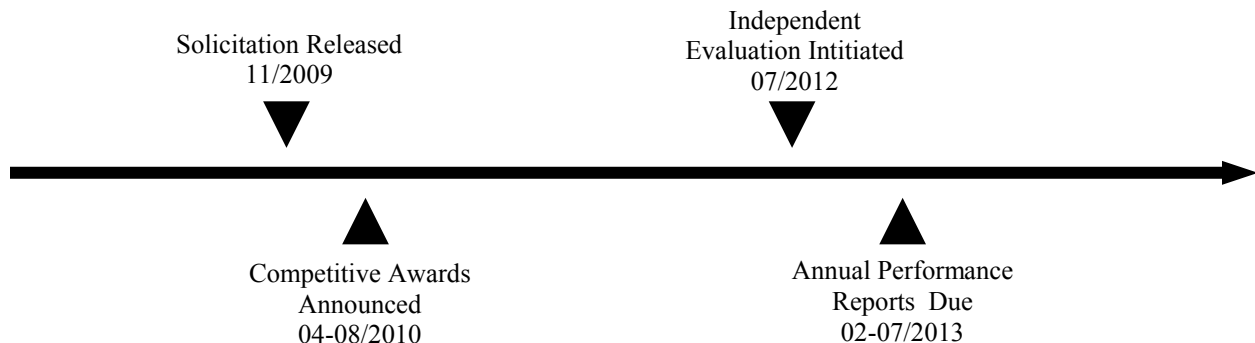 Solicitation Released
11/2009
Independent
Evaluation Intitiated
07/2012
Competitive Awards
Announced
04-08/2010
Annual Performance
Reports  Due
02-07/2013